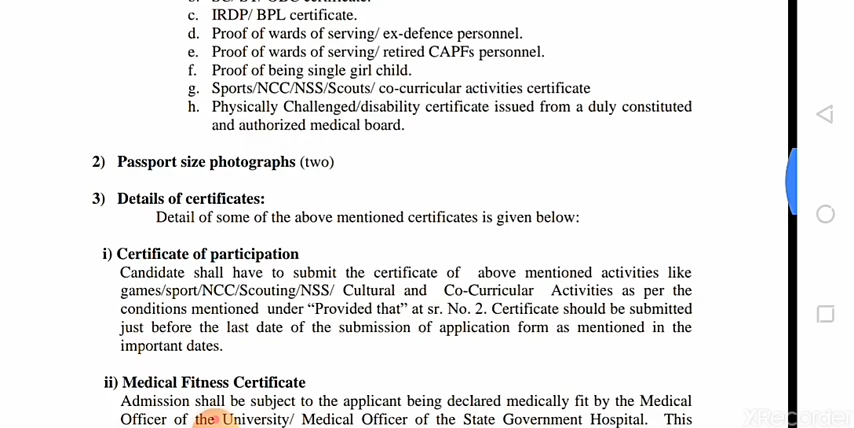 c. IRDP/ BPL certificate.
d. Proof of wards of serving/ ex-defence personnel.
e. Proof of wards of serving/ retired CAPFs personnel.
f. Proof of being single girl child.
g. Sports/NCC/NSS/Scouts/ co-curricular activities certificate
h. Physically Challenged/disability certificate issued from a duly constituted
and authorized medical board.
2) Passport size photographs (two)
3) Details of certificates:
Detail of some of the above mentioned certificates is given below:
i) Certificate of participation
Candidate shall have to submit the certificate of above mentioned activities like
games/sport/NCC/Scouting/NSS/ Cultural and Co-Curricular Activities as per the
conditions mentioned under “Provided that” at sr. No. 2. Certificate should be submitted
just before the last date of the submission of application form as mentioned in the
important dates.
ii) Medical Fitness Certificate
Admission shall be subject to the applicant being declared medically fit by the Medical
Officer of the University/ Medical Officer of the State Government Hospital. This
XRecorder